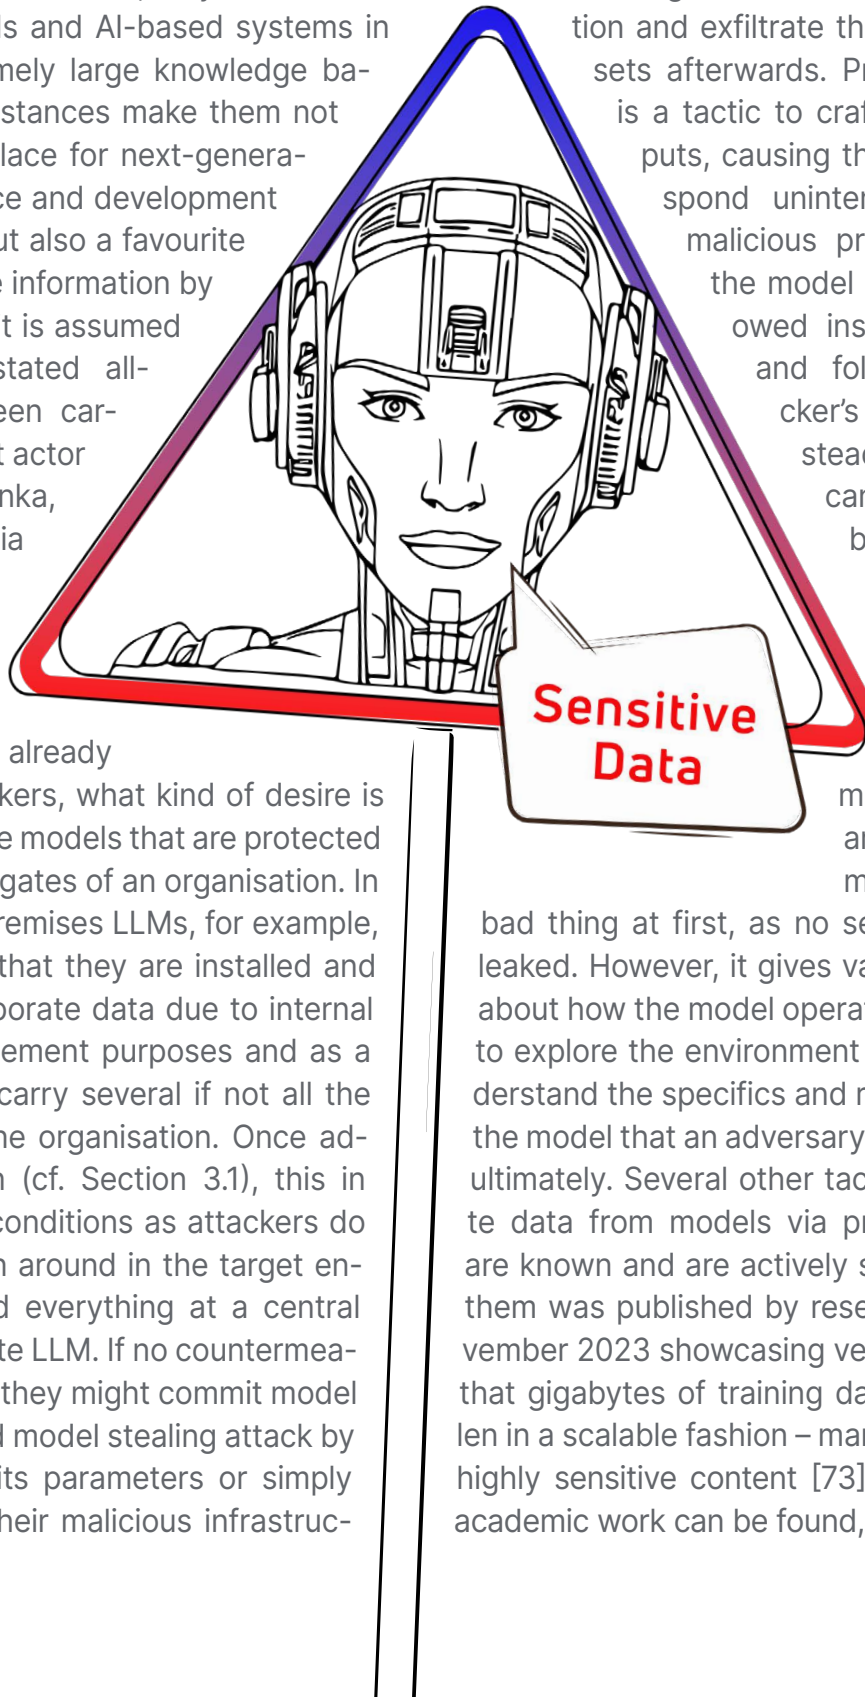 ls and AI-based systems in
mely large knowledge ba-
stances make them not
lace for next-genera-
ce and development
ut also a favourite
e information by
t is assumed
stated all-
een car-
t actor
nka,
ia
already
kers, what kind of desire is
e models that are protected
gates of an organisation. In
remises LLMs, for example,
that they are installed and
porate data due to internal
ement purposes and as a
carry several if not all the
he organisation. Once ad-
n (cf. Section 3.1), this in
conditions as attackers do
n around in the target en-
d everything at a central
te LLM. If no countermea-
they might commit model
d model stealing attack by
its parameters or simply
heir malicious infrastruc-
Sensitive
Data
tion and exfiltrate th
sets afterwards. Pr
is a tactic to craf
puts, causing th
spond uninter
malicious pr
the model
owed ins
and fol
cker's
stead
car
b
m
ar
m
bad thing at first, as no se
leaked. However, it gives va
about how the model operat
to explore the environment
derstand the specifics and r
the model that an adversary
ultimately. Several other tac
te data from models via pr
are known and are actively s
them was published by rese
vember 2023 showcasing ve
that gigabytes of training da
len in a scalable fashion – mar
highly sensitive content [73]
academic work can be found,